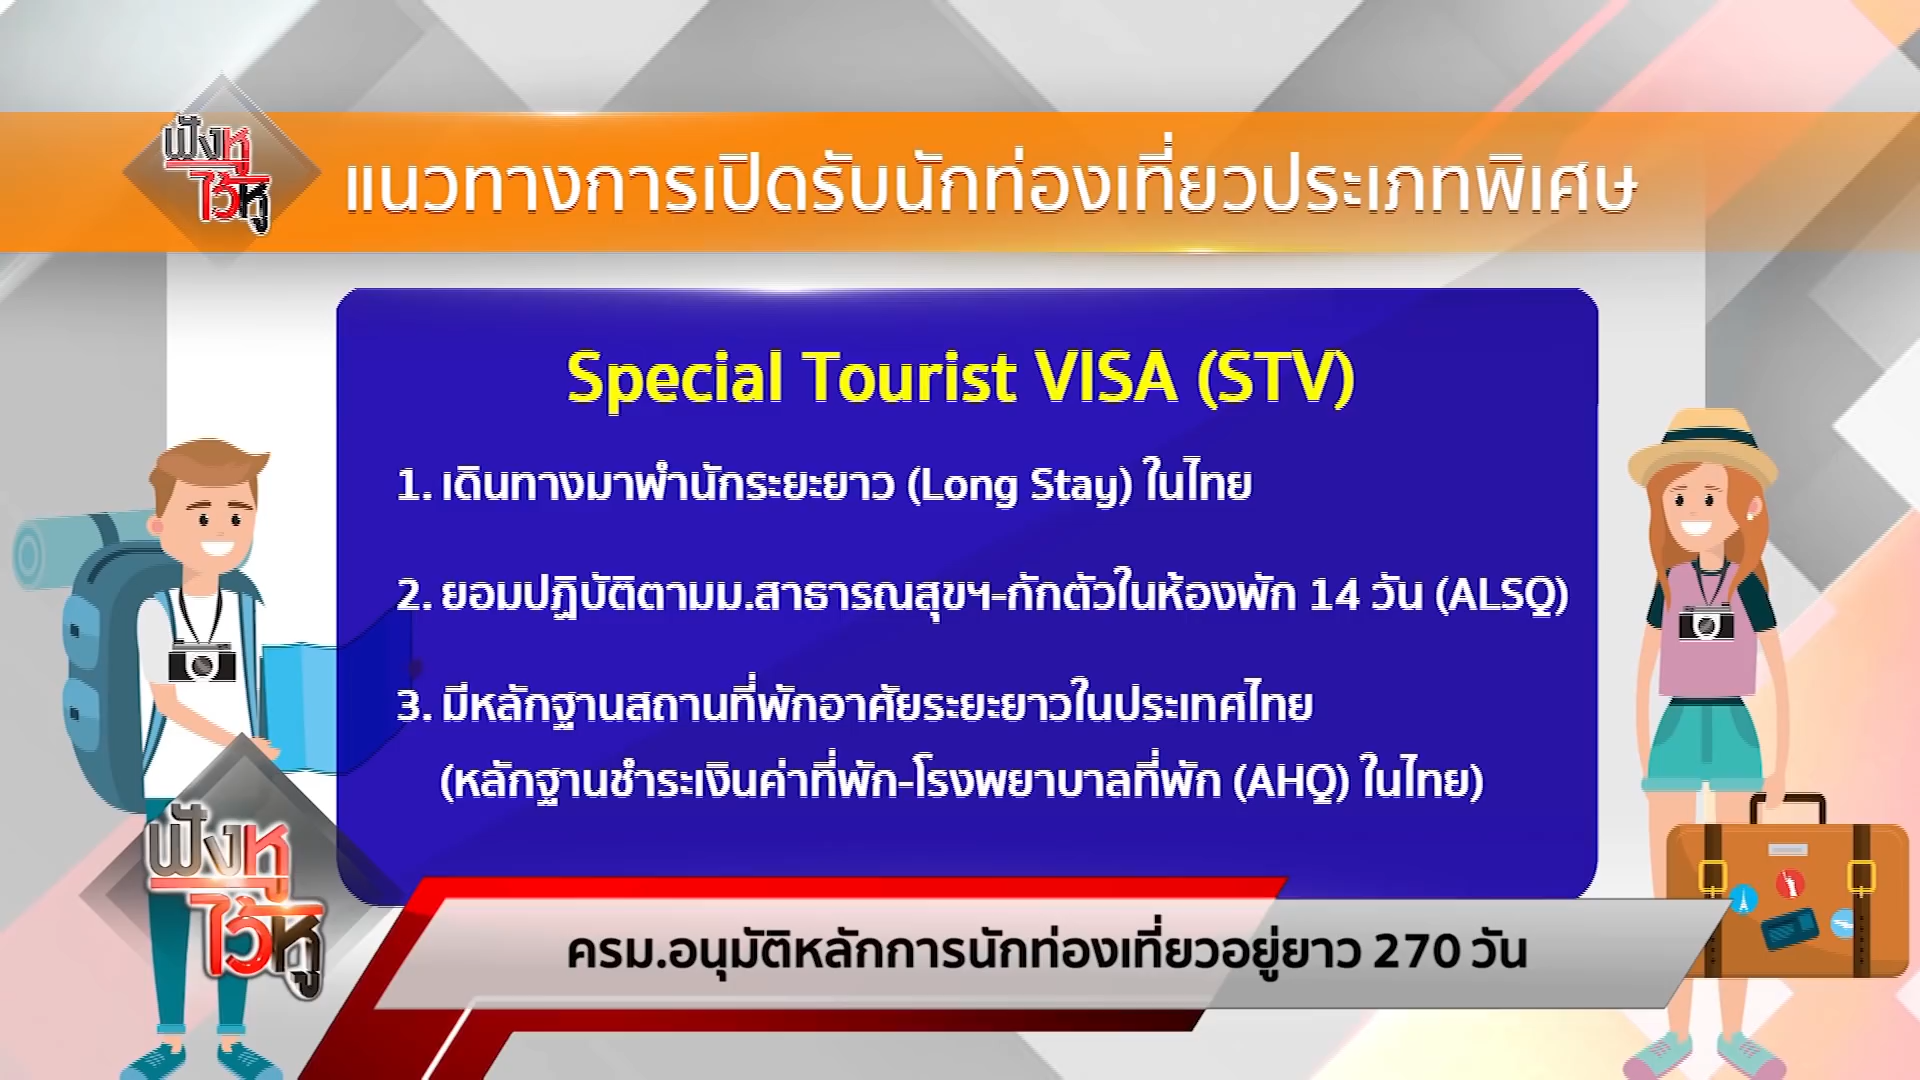 ฟังหู
ไว้หู
แนวทางการเปิดรับนักท่องเที่ยวประเภทพิเศษ
Special Tourist VISA (STV)
1. เดินทางมาพำนักระยะยาว (Long Stay) ในไทย
2. ยอมปฏิบัติตามม.สาธารณสุขฯ-กักตัวในห้องพัก 14 วัน (ALSQ)
3. มีหลักฐานสถานที่พักอาศัยระยะยาวในประเทศไทย
(หลักฐานชำระเงินค่าที่พัก-โรงพยาบาลที่พัก (AHQ) ในไทย)
ฟังหู
ไว้หู
ครม.อนุมัติหลักการนักท่องเที่ยวอยู่ยาว 270 วัน